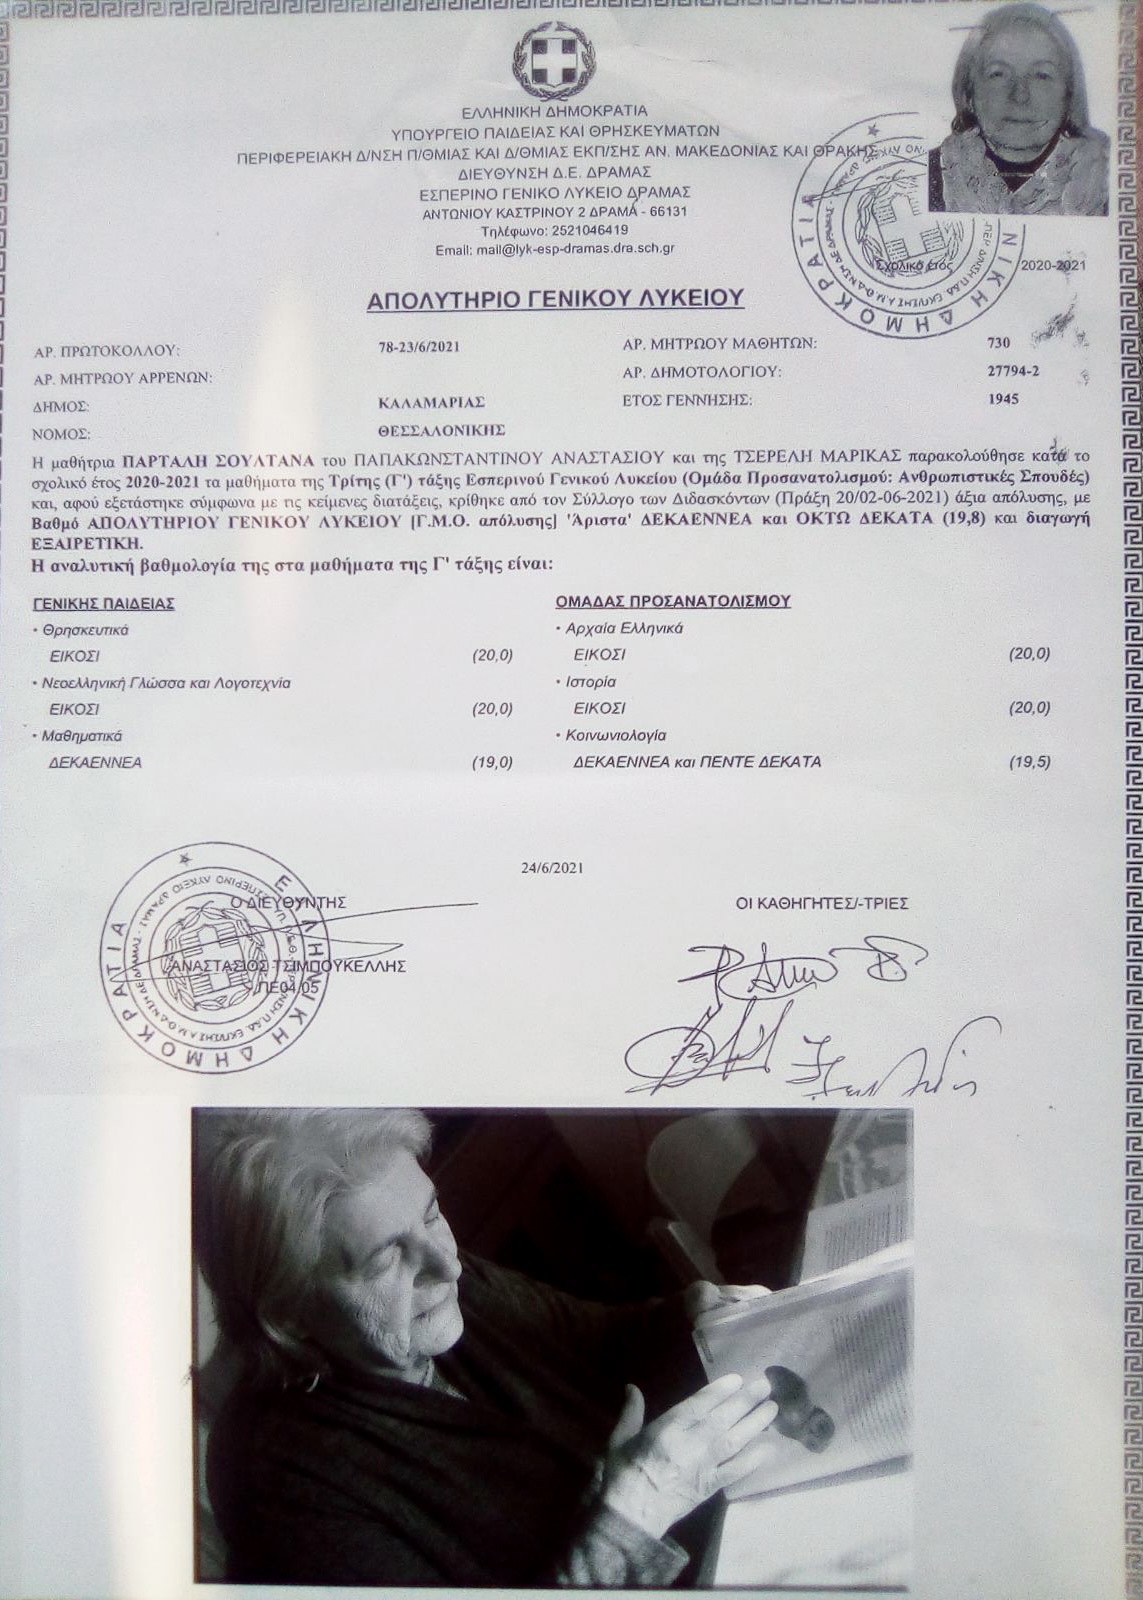 ΕΛΛΗΝΙΚΗ ΔΗΜΟΚΡΑΤΙΑ
ΥΠΟΥΡΓΕΙΟ ΠΑΙΔΕΙΑΣ ΚΑΙ ΘΡΗΣΚΕΥΜΑΤΩΝ
ΠΕΡΙΦΕΡΕΙΑΚΗ Δ/ΝΣΗ Π/ΘΜΙΑΣ ΚΑΙ Δ/ΘΜΙΑΣ ΕΚΠ/ΣΗΣ ΑΝ. ΜΑΚΕΔΟΝΙΑΣ ΚΑΙ ΘΡΑΚΗΣ
ΔΙΕΥΘΥΝΣΗ Δ.Ε. ΔΡΑΜΑΣ
ΕΣΠΕΡΙΝΟ ΓΕΝΙΚΟ ΛΥΚΕΙΟ ΔΡΑΜΑΣ
ΑΝΤΩΝΙΟΥ ΚΑΣΤΡΙΝΟΥ 2 ΔΡΑΜΑ - 66131
Τηλέφωνο: 2521046419
Email: mail@lyk-esp-dramas.dra.sch.gr
Σχολικό έτος 2020-2021
ΑΠΟΛΥΤΗΡΙΟ ΓΕΝΙΚΟΥ ΛΥΚΕΙΟΥ
ΑΡ. ΠΡΩΤΟΚΟΛΛΟΥ: 78-23/6/2021 ΑΡ. ΜΗΤΡΩΟΥ ΜΑΘΗΤΩΝ: 730
ΑΡ. ΜΗΤΡΩΟΥ ΑΡΡΕΝΩΝ: ΑΡ. ΔΗΜΟΤΟΛΟΓΙΟΥ: 27794-2
ΔΗΜΟΣ: ΚΑΛΑΜΑΡΙΑΣ ΕΤΟΣ ΓΕΝΝΗΣΗΣ: 1945
ΝΟΜΟΣ: ΘΕΣΣΑΛΟΝΙΚΗΣ
Η μαθήτρια ΠΑΡΤΑΛΗ ΣΟΥΛΤΑΝΑ του ΠΑΠΑΚΩΝΣΤΑΝΤΙΝΟΥ ΑΝΑΣΤΑΣΙΟΥ και της ΤΣΕΡΕΛΗ ΜΑΡΙΚΑΣ παρακολούθησε κατά το
σχολικό έτος 2020-2021 τα μαθήματα της Τρίτης (Γ') τάξης Εσπερινού Γενικού Λυκείου (Ομάδα Προσανατολισμού: Ανθρωπιστικές Σπουδές)
και, αφού εξετάστηκε σύμφωνα με τις κείμενες διατάξεις, κρίθηκε από τον Σύλλογο των Διδασκόντων (Πράξη 20/02-06-2021) άξια απόλυσης, με
Βαθμό ΑΠΟΛΥΤΗΡΙΟΥ ΓΕΝΙΚΟΥ ΛΥΚΕΙΟΥ [Γ.Μ.Ο. απόλυσης] 'Άριστα' ΔΕΚΑΕΝΝΕΑ και ΟΚΤΩ ΔΕΚΑΤΑ (19,8) και διαγωγή
ΕΞΑΙΡΕΤΙΚΗ.
Η αναλυτική βαθμολογία της στα μαθήματα της Γ' τάξης είναι:
ΓΕΝΙΚΗΣ ΠΑΙΔΕΙΑΣ
• Θρησκευτικά
ΕΙΚΟΣΙ (20,0)
• Νεοελληνική Γλώσσα και Λογοτεχνία
ΕΙΚΟΣΙ (20,0)
• Μαθηματικά
ΔΕΚΑΕΝΝΕΑ (19,0)
ΟΜΑΔΑΣ ΠΡΟΣΑΝΑΤΟΛΙΣΜΟΥ
• Αρχαία Ελληνικά
ΕΙΚΟΣΙ (20,0)
• Ιστορία
ΕΙΚΟΣΙ (20,0)
• Κοινωνιολογία
ΔΕΚΑΕΝΝΕΑ και ΠΕΝΤΕ ΔΕΚΑΤΑ (19,5)
24/6/2021
Ο ΔΙΕΥΘΥΝΤΗΣ
ΑΝΑΣΤΑΣΙΟΣ ΤΣΙΜΠΟΥΚΕΛΛΗΣ
ΠΕ04.05
ΕΛΛΗΝΙΚΗ ΔΗΜΟΚΡΑΤΙΑ
ΟΙ ΚΑΘΗΓΗΤΕΣ/-ΤΡΙΕΣ